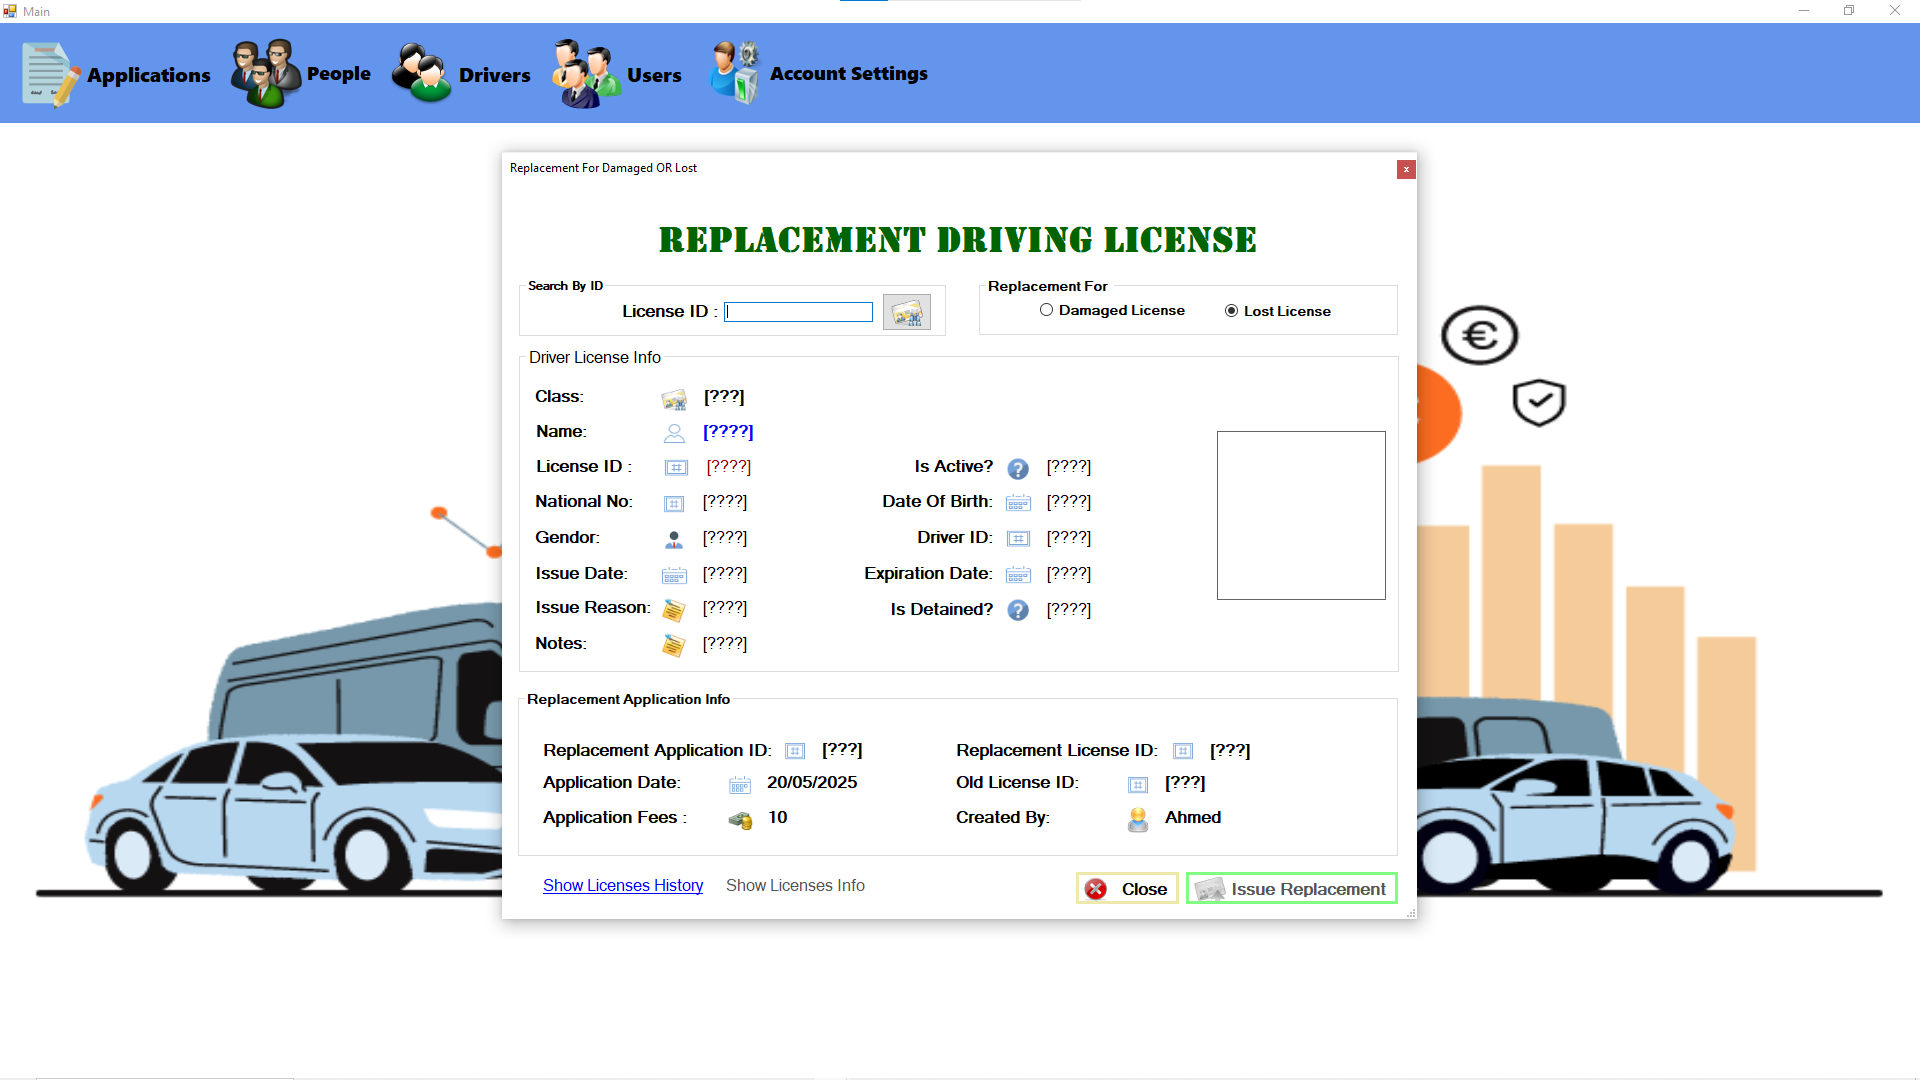 Main
Applications People Drivers Users Account Settings
Replacement For Damaged OR Lost
x
REPLACEMENT DRIVING LICENSE
Search By ID
License ID :
Replacement For
Damaged License Lost License
Driver License Info
Class: [???]
Name: [????]
License ID : [????] Is Active? [????]
National No: [????] Date Of Birth: [????]
Gendor: [????] Driver ID: [????]
Issue Date: [????] Expiration Date: [????]
Issue Reason: [????] Is Detained? [????]
Notes: [????]
Replacement Application Info
Replacement Application ID: [???] Replacement License ID: [???]
Application Date: 20/05/2025 Old License ID: [???]
Application Fees : 10 Created By: Ahmed
Show Licenses History Show Licenses Info Close Issue Replacement